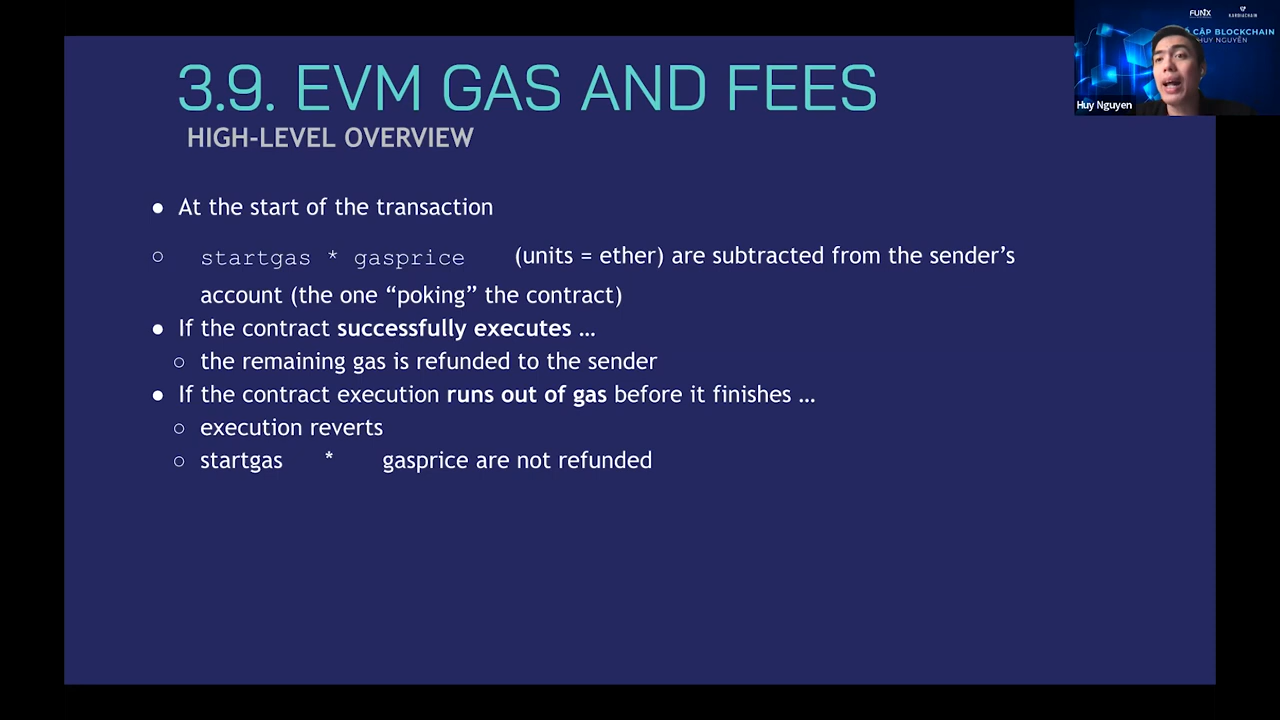 3.9. EVM GAS AND FEES
HIGH-LEVEL OVERVIEW
● At the start of the transaction
○ startgas * gasprice (units = ether) are subtracted from the sender’s
account (the one “poking” the contract)
● If the contract successfully executes …
○ the remaining gas is refunded to the sender
● If the contract execution runs out of gas before it finishes …
○ execution reverts
○ startgas * gasprice are not refunded
FUNiX
KARDIACHAIN
CẤP BLOCKCHAIN
HUY NGUYỄN
Huy Nguyen